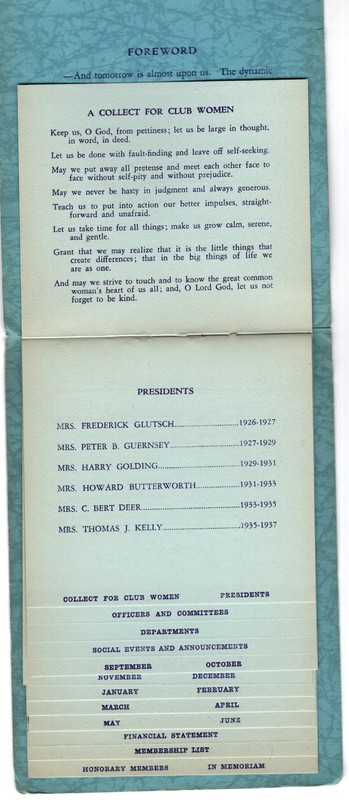 FOREWORD
—And tomorrow is almost upon us. The dynamic
A COLLECT FOR CLUB WOMEN
Keep us, O God, from pettiness; let us be large in thought,
in word, in deed.
Let us be done with fault-finding and leave off self-seeking.
May we put away all pretense and meet each other face to
face without self-pity and without prejudice.
May we never be hasty in judgment and always generous.
Teach us to put into action our better impulses, straight-
forward and unafraid.
Let us take time for all things; make us grow calm, serene,
and gentle.
Grant that we may realize that it is the little things that
create differences; that in the big things of life we
are as one.
And may we strive to touch and to know the great common
woman's heart of us all; and, O Lord God, let us not
forget to be kind.
PRESIDENTS
MRS. FREDERICK GLUTSCH..........................1926-1927
MRS. PETER B. GUERNSEY..........................1927-1929
MRS. HARRY GOLDING..........................1929-1931
MRS. HOWARD BUTTERWORTH..........................1931-1933
MRS. C. BERT DEER..........................1933-1935
MRS. THOMAS J. KELLY..........................1935-1937
COLLECT FOR CLUB WOMEN PRESIDENTS
OFFICERS AND COMMITTEES
DEPARTMENTS
SOCIAL EVENTS AND ANNOUNCEMENTS
SEPTEMBER OCTOBER
NOVEMBER DECEMBER
JANUARY FEBRUARY
MARCH APRIL
MAY JUNE
FINANCIAL STATEMENT
MEMBERSHIP LIST
HONORARY MEMBERS IN MEMORIAM